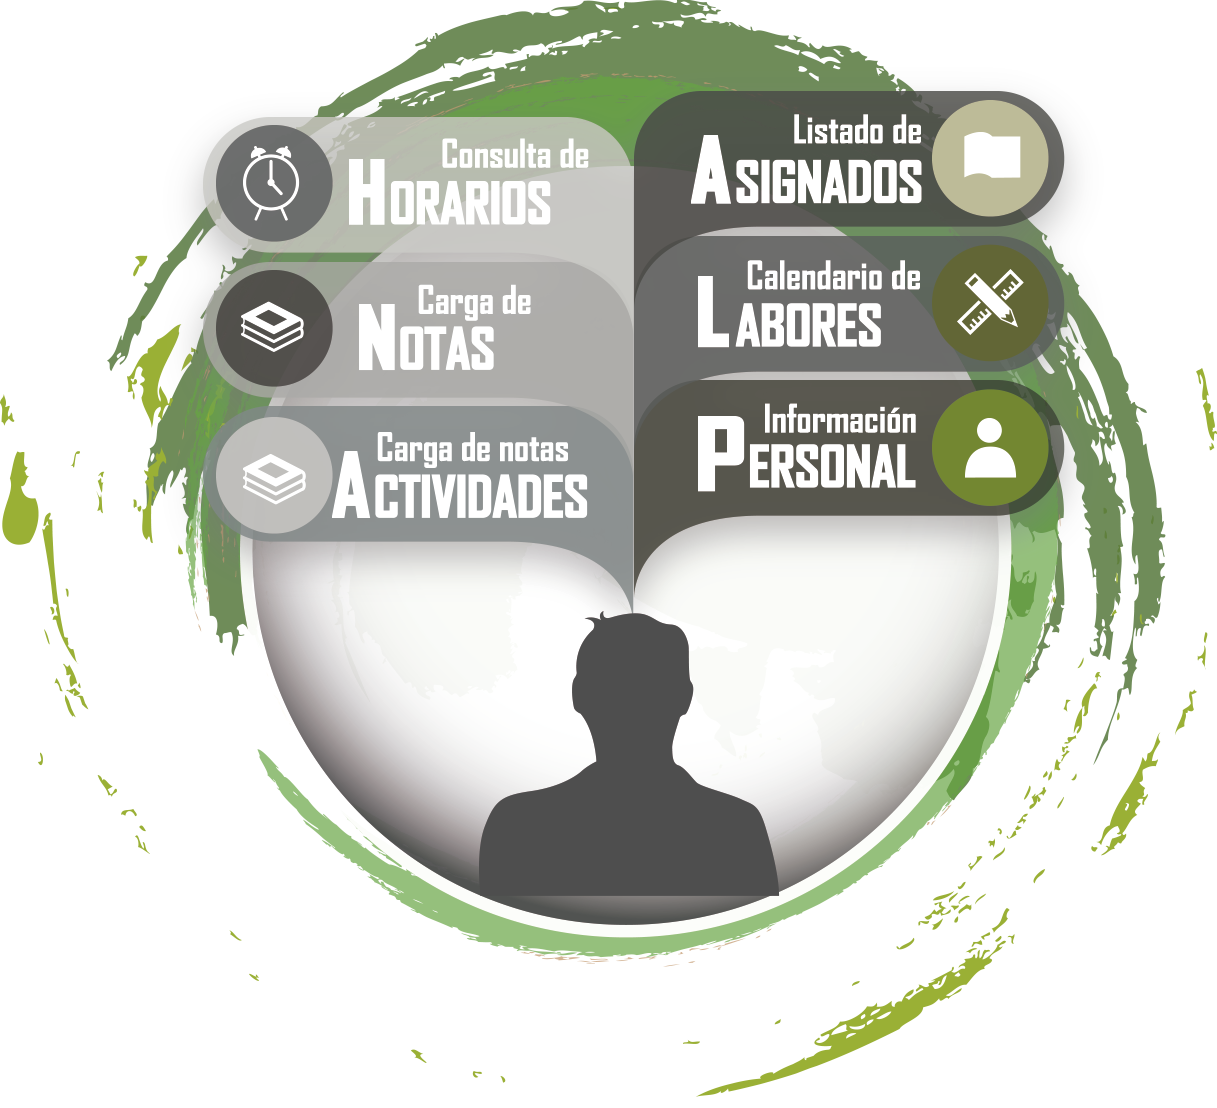 Consulta de
HORARIOS
Carga de
NOTAS
Carga de notas
ACTIVIDADES
Listado de
ASIGNADOS
Calendario de
LABORES
Información
PERSONAL